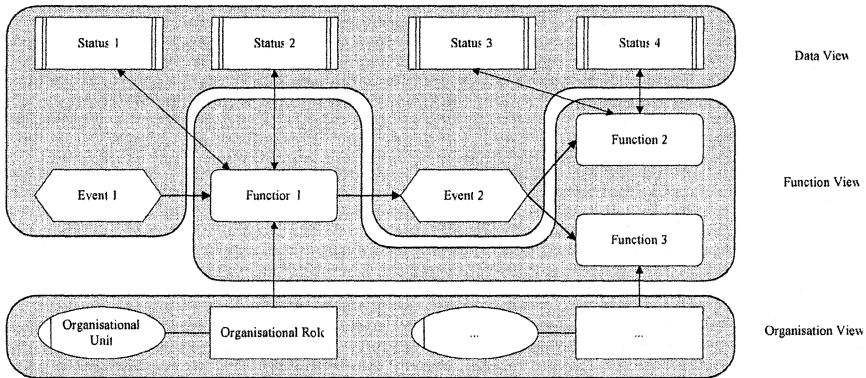 Status 1
Status 2
Status 3
Status 4
Data View
Function 2
Event 1
Function 1
Event 2
Function View
Function 3
Organisational
Unit
Organisational Role
...
...
Organisation View